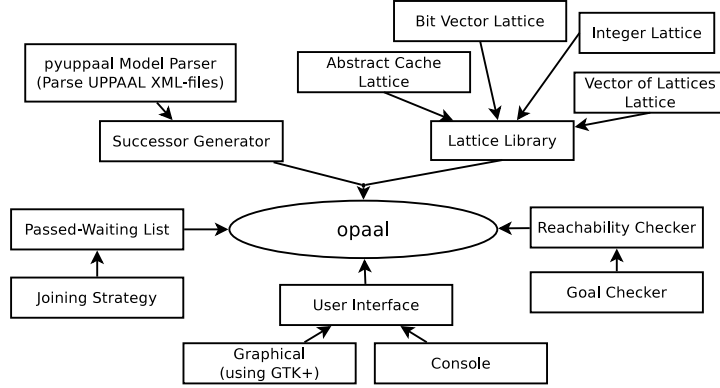 Bit Vector Lattice
Integer Lattice
pyuppaal Model Parser
(Parse UPPAAL XML-files)
Abstract Cache
Lattice
Vector of Lattices
Lattice
Successor Generator
Lattice Library
Passed-Waiting List
opaal
Reachability Checker
Joining Strategy
User Interface
Goal Checker
Graphical
(using GTK+)
Console